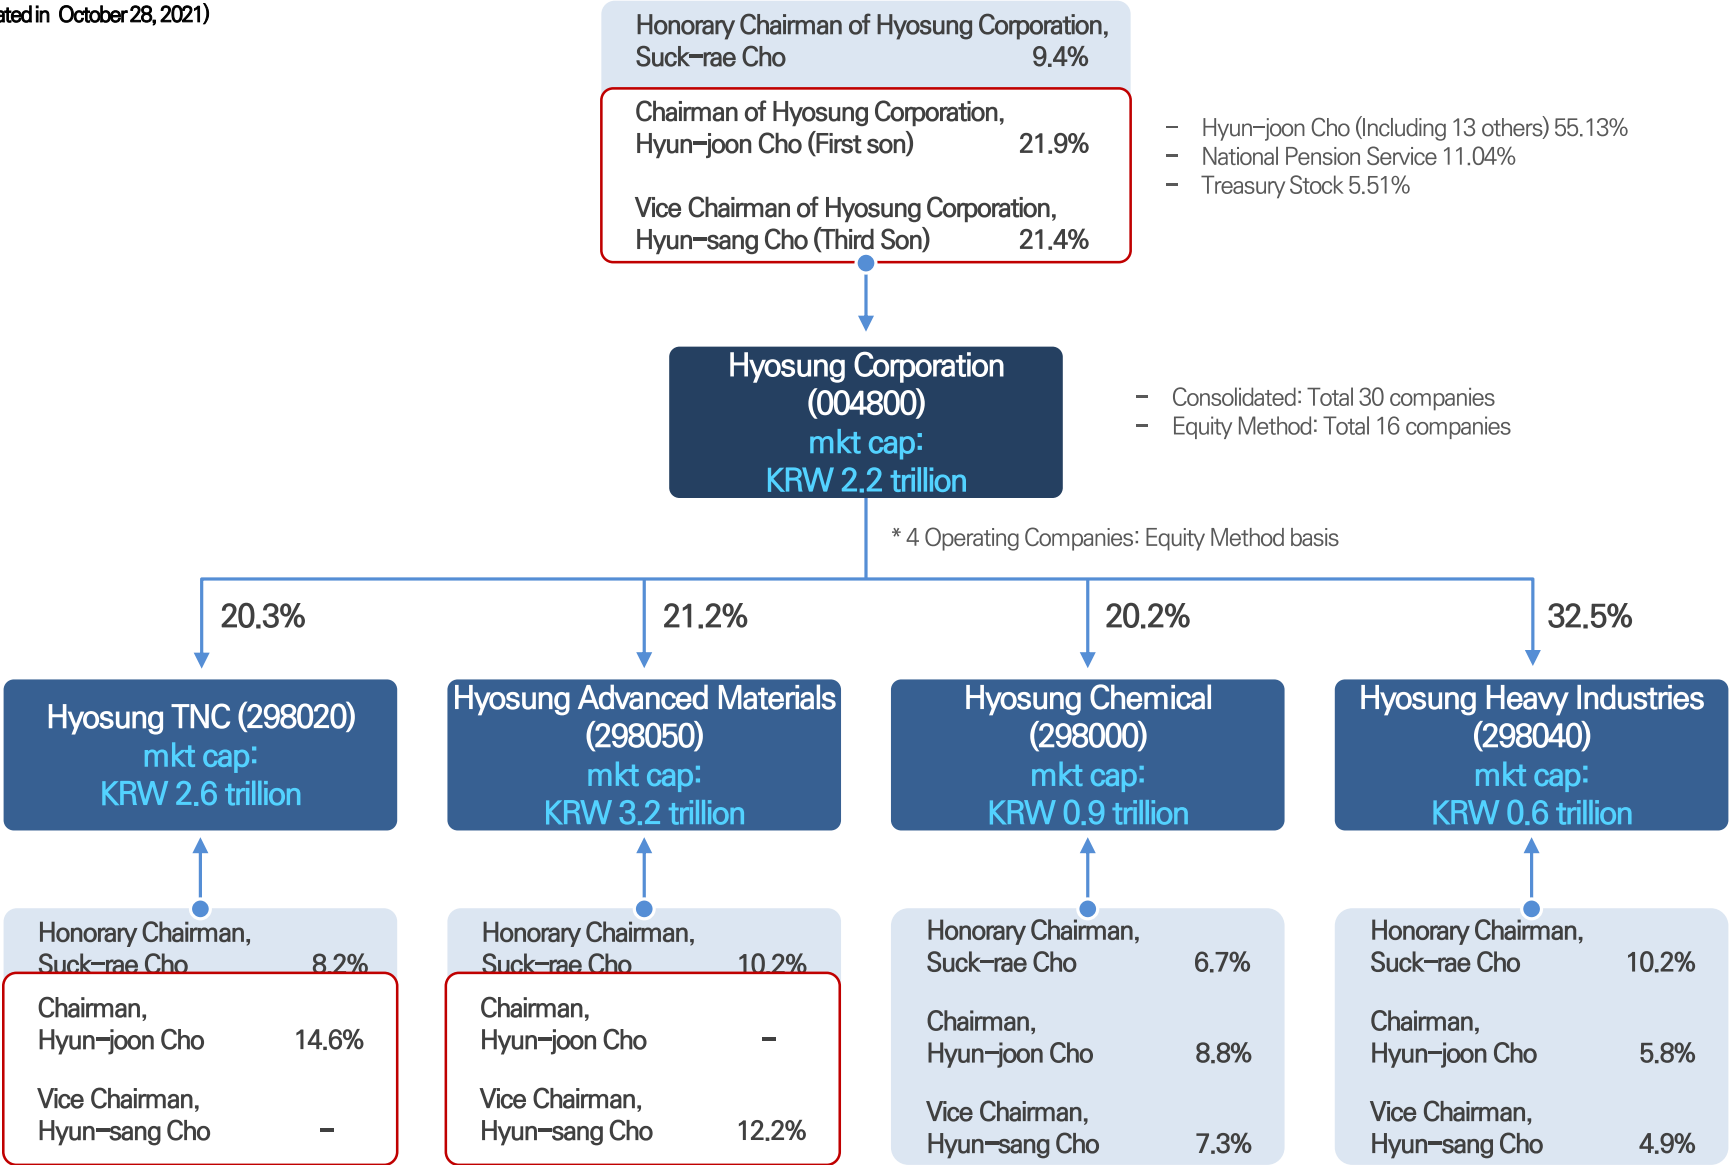 October 28, 2021)
Honorary Chairman of Hyosung Corporation,
Suck-rae Cho 9.4%
Chairman of Hyosung Corporation,
Hyun-joon Cho (First son) 21.9%
Vice Chairman of Hyosung Corporation,
Hyun-sang Cho (Third Son) 21.4%
- Hyun-joon Cho (Including 13 others) 55.13%
- National Pension Service 11.04%
- Treasury Stock 5.51%
Hyosung Corporation
(004800)
mkt cap:
KRW 2.2 trillion
- Consolidated: Total 30 companies
- Equity Method: Total 16 companies
* 4 Operating Companies: Equity Method basis
20.3%
21.2%
20.2%
32.5%
Hyosung TNC (298020)
mkt cap:
KRW 2.6 trillion
Hyosung Advanced Materials
(298050)
mkt cap:
KRW 3.2 trillion
Hyosung Chemical
(298000)
mkt cap:
KRW 0.9 trillion
Hyosung Heavy Industries
(298040)
mkt cap:
KRW 0.6 trillion
Honorary Chairman,
Suck-rae Cho 8.2%
Chairman,
Hyun-joon Cho 14.6%
Vice Chairman,
Hyun-sang Cho -
Honorary Chairman,
Suck-rae Cho 10.2%
Chairman,
Hyun-joon Cho -
Vice Chairman,
Hyun-sang Cho 12.2%
Honorary Chairman,
Suck-rae Cho 6.7%
Chairman,
Hyun-joon Cho 8.8%
Vice Chairman,
Hyun-sang Cho 7.3%
Honorary Chairman,
Suck-rae Cho 10.2%
Chairman,
Hyun-joon Cho 5.8%
Vice Chairman,
Hyun-sang Cho 4.9%